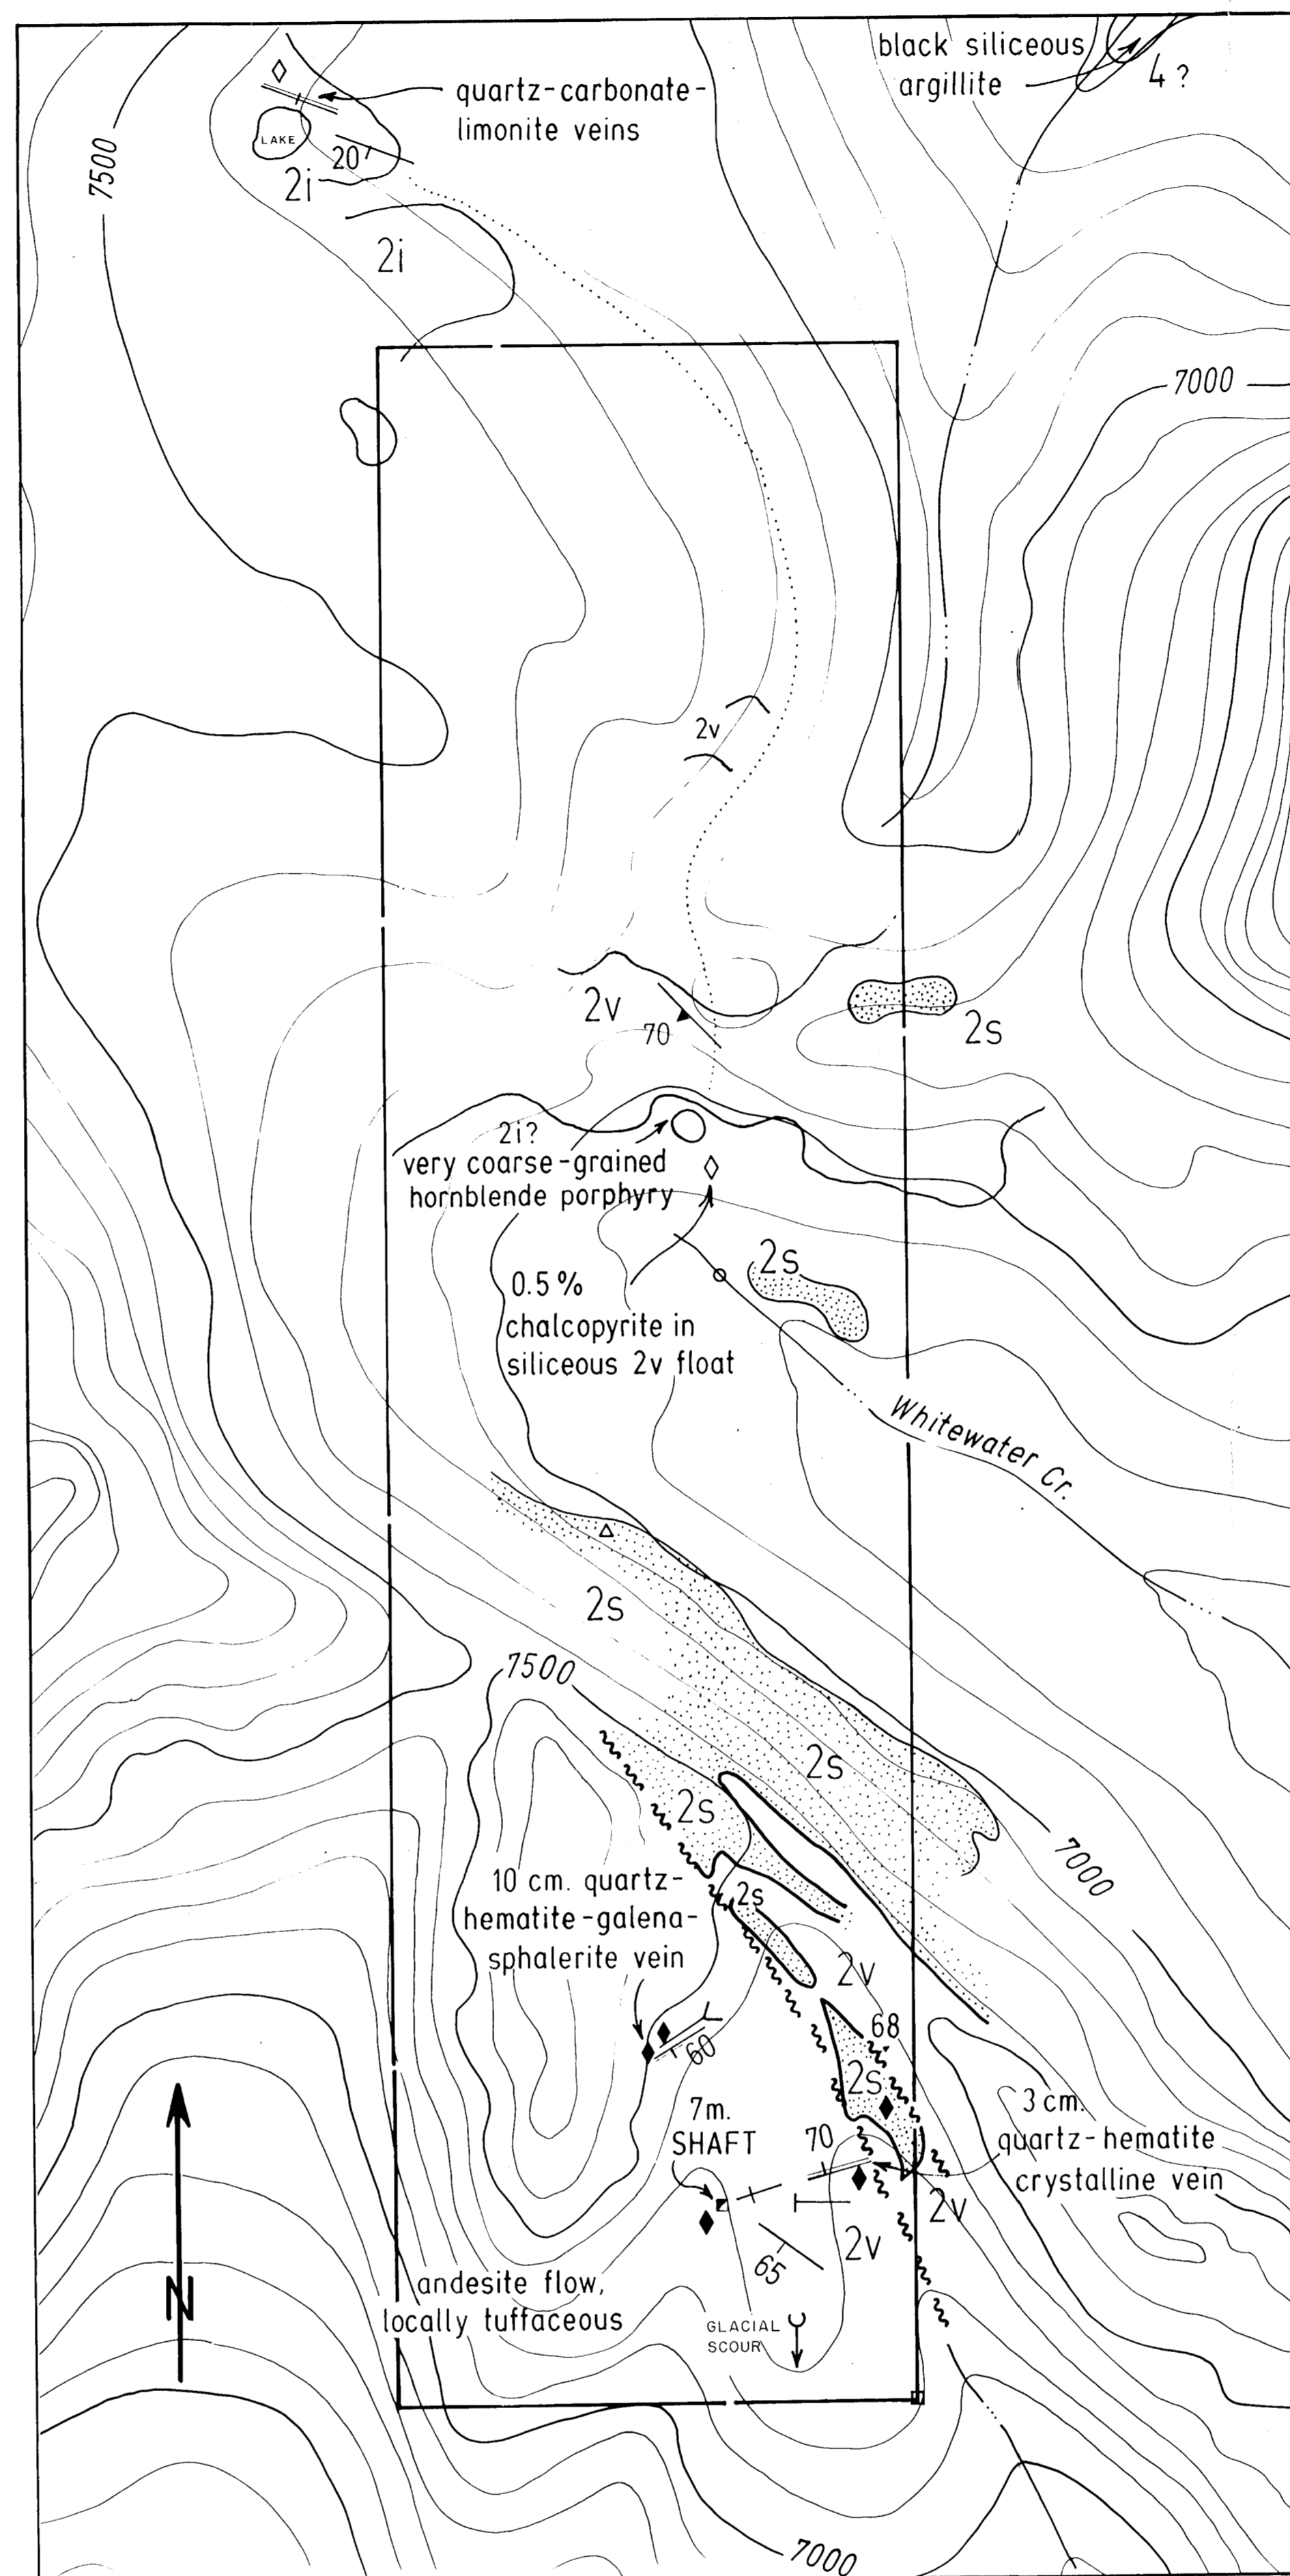 black siliceous
argillite
4 ?
quartz-carbonate-
limonite veins
LAKE
20
2i
7500
2i
7000
2v
2v
70
2s
2i?
very coarse-grained
hornblende porphyry
2s
0.5%
chalcopyrite in
siliceous 2v float
Whitewater Cr.
2s
7500
2s
2s
7000
10 cm. quartz-
hematite-galena-
sphalerite vein
2s
2v
68
60
2s
3 cm.
quartz-hematite
crystalline vein
7m.
SHAFT
70
2v
2v
65
andesite flow,
locally tuffaceous
GLACIAL
SCOUR
N
7000